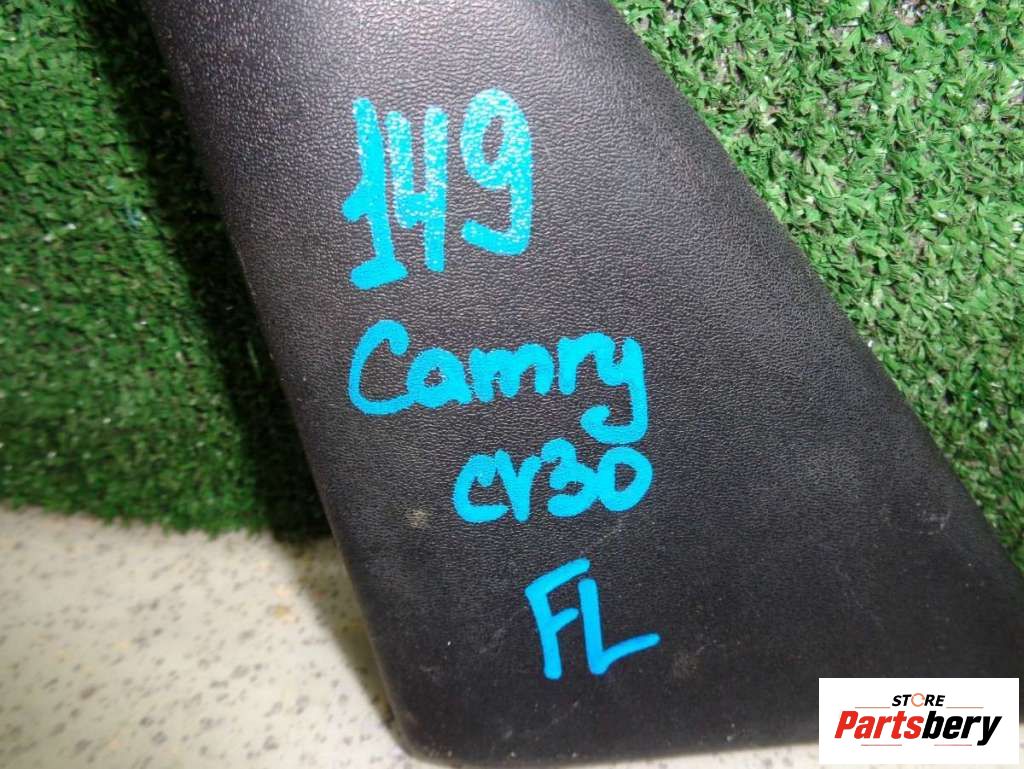 149
Camry
CV30
FL
STORE
Partsbery